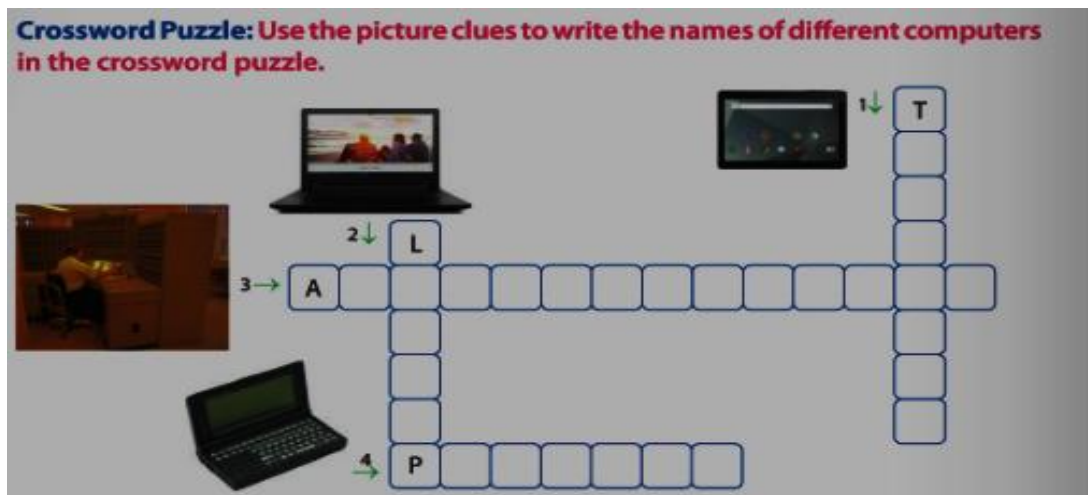 Crossword Puzzle: Use the picture clues to write the names of different computers
in the crossword puzzle.
1↓ T
2↓ L
3→ A
4→ P